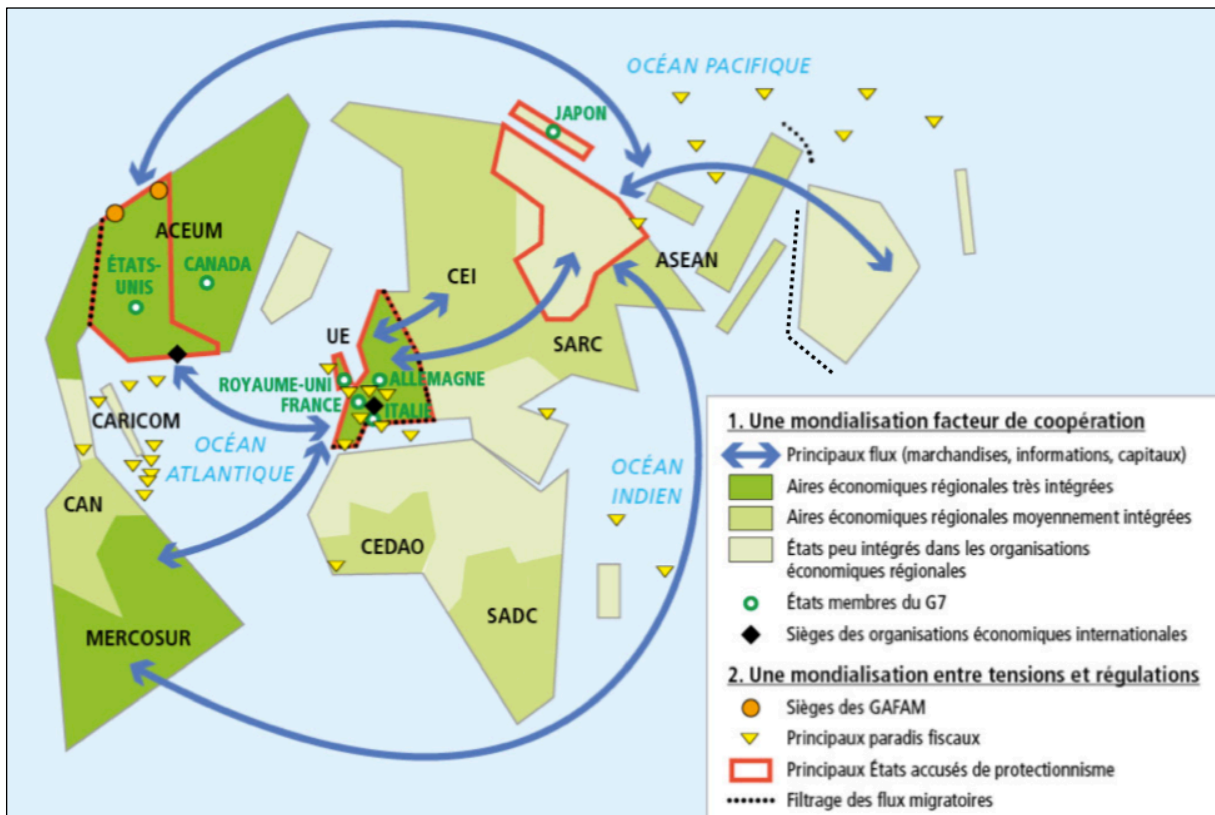 OCÉAN PACIFIQUE
JAPON
ACEUM
ÉTATS-
UNIS
CANADA
CEI
ASEAN
UE
SARC
ROYAUME-UNI
ALLEMAGNE
FRANCE
ITALIE
CARICOM
OCÉAN
ATLANTIQUE
OCÉAN
INDIEN
CAN
CEDAO
SADC
MERCOSUR
1. Une mondialisation facteur de coopération
Principaux flux (marchandises, informations, capitaux)
Aires économiques régionales très intégrées
Aires économiques régionales moyennement intégrées
États peu intégrés dans les organisations
économiques régionales
États membres du G7
Sièges des organisations économiques internationales
2. Une mondialisation entre tensions et régulations
Sièges des GAFAM
Principaux paradis fiscaux
Principaux États accusés de protectionnisme
Filtrage des flux migratoires